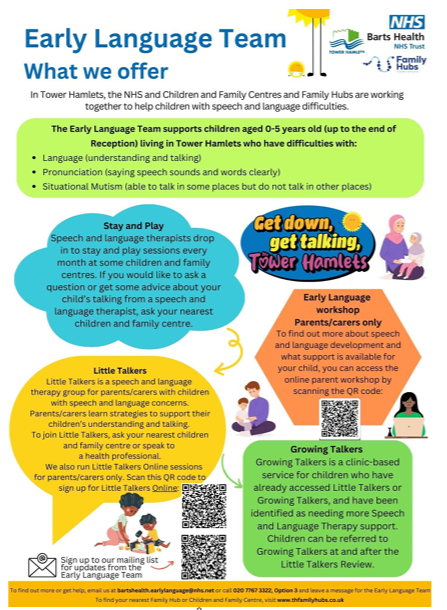 Early Language Team
What we offer
TOWER HAMLETS
NHS
Barts Health
NHS Trust
Family
Hubs
In Tower Hamlets, the NHS and Children and Family Centres and Family Hubs are working
together to help children with speech and language difficulties.
The Early Language Team supports children aged 0-5 years old (up to the end of
Reception) living in Tower Hamlets who have difficulties with:
• Language (understanding and talking)
• Pronunciation (saying speech sounds and words clearly)
• Situational Mutism (able to talk in some places but do not talk in other places)
Stay and Play
Speech and language therapists drop
in to stay and play sessions every
month at some children and family
centres. If you would like to ask a
question or get some advice about your
child's talking from a speech and
language therapist, ask your nearest
children and family centre.
Get down,
get talking,
Tower Hamlets
Early Language
workshop
Parents/carers only
To find out more about speech
and language development and
what support is available for
your child, you can access the
online parent workshop by
scanning the QR code:
Little Talkers
Little Talkers is a speech and language
therapy group for parents/carers with children
with speech and language concerns.
Parents/carers learn strategies to support their
children's understanding and talking.
To join Little Talkers, ask your nearest children
and family centre or speak to
a health professional.
We also run Little Talkers Online sessions
for parents/carers only. Scan this QR code to
sign up for Little Talkers Online:
Growing Talkers
Growing Talkers is a clinic-based
service for children who have
already accessed Little Talkers or
Growing Talkers, and have been
identified as needing more Speech
and Language Therapy support.
Children can be referred to
Growing Talkers at and after the
Little Talkers Review.
Sign up to our mailing list
for updates from the
Early Language Team
To find out more or get help, email us at bartshealth.earlylanguage@nhs.net or call 020 7767 3322, Option 3 and leave a message for the Early Language Team
To find your nearest Family Hub or Children and Family Centre, visit www.thfamilyhubs.co.uk